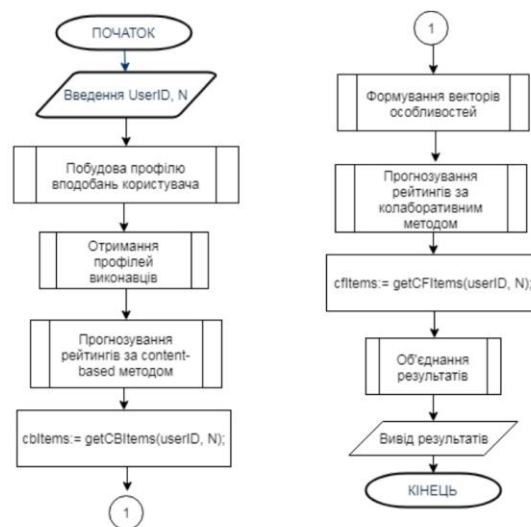 ПОЧАТОК
Введення UserID, N
Побудова профілю
вподобань користувача
Отримання
профілей
виконавців
Прогнозування
рейтингів за content-
based методом
cbItems:= getCBItems(userID, N);
1
1
Формування векторів
особливостей
Прогнозування
рейтингів за
колаборативним
методом
cfItems:= getCFItems(userID, N);
Об'єднання
результатів
Вивід результатів
КІНЕЦЬ